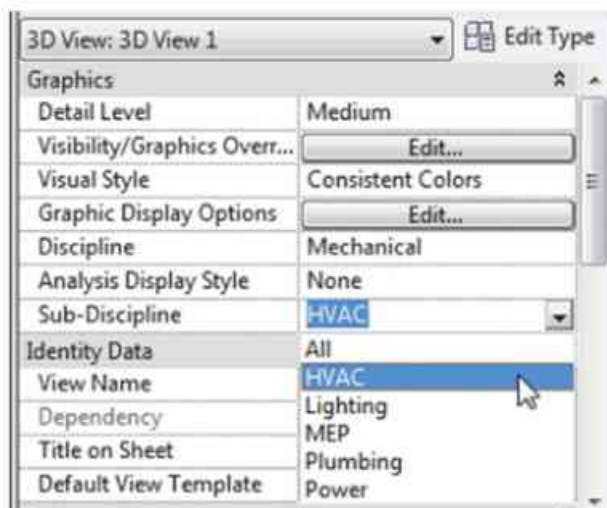 3D View: 3D View 1 Edit Type
Graphics
Detail Level Medium
Visibility/Graphics Overr... Edit...
Visual Style Consistent Colors
Graphic Display Options Edit...
Discipline Mechanical
Analysis Display Style None
Sub-Discipline HVAC
Identity Data All
View Name HVAC
Dependency Lighting
MEP
Title on Sheet Plumbing
Default View Template Power